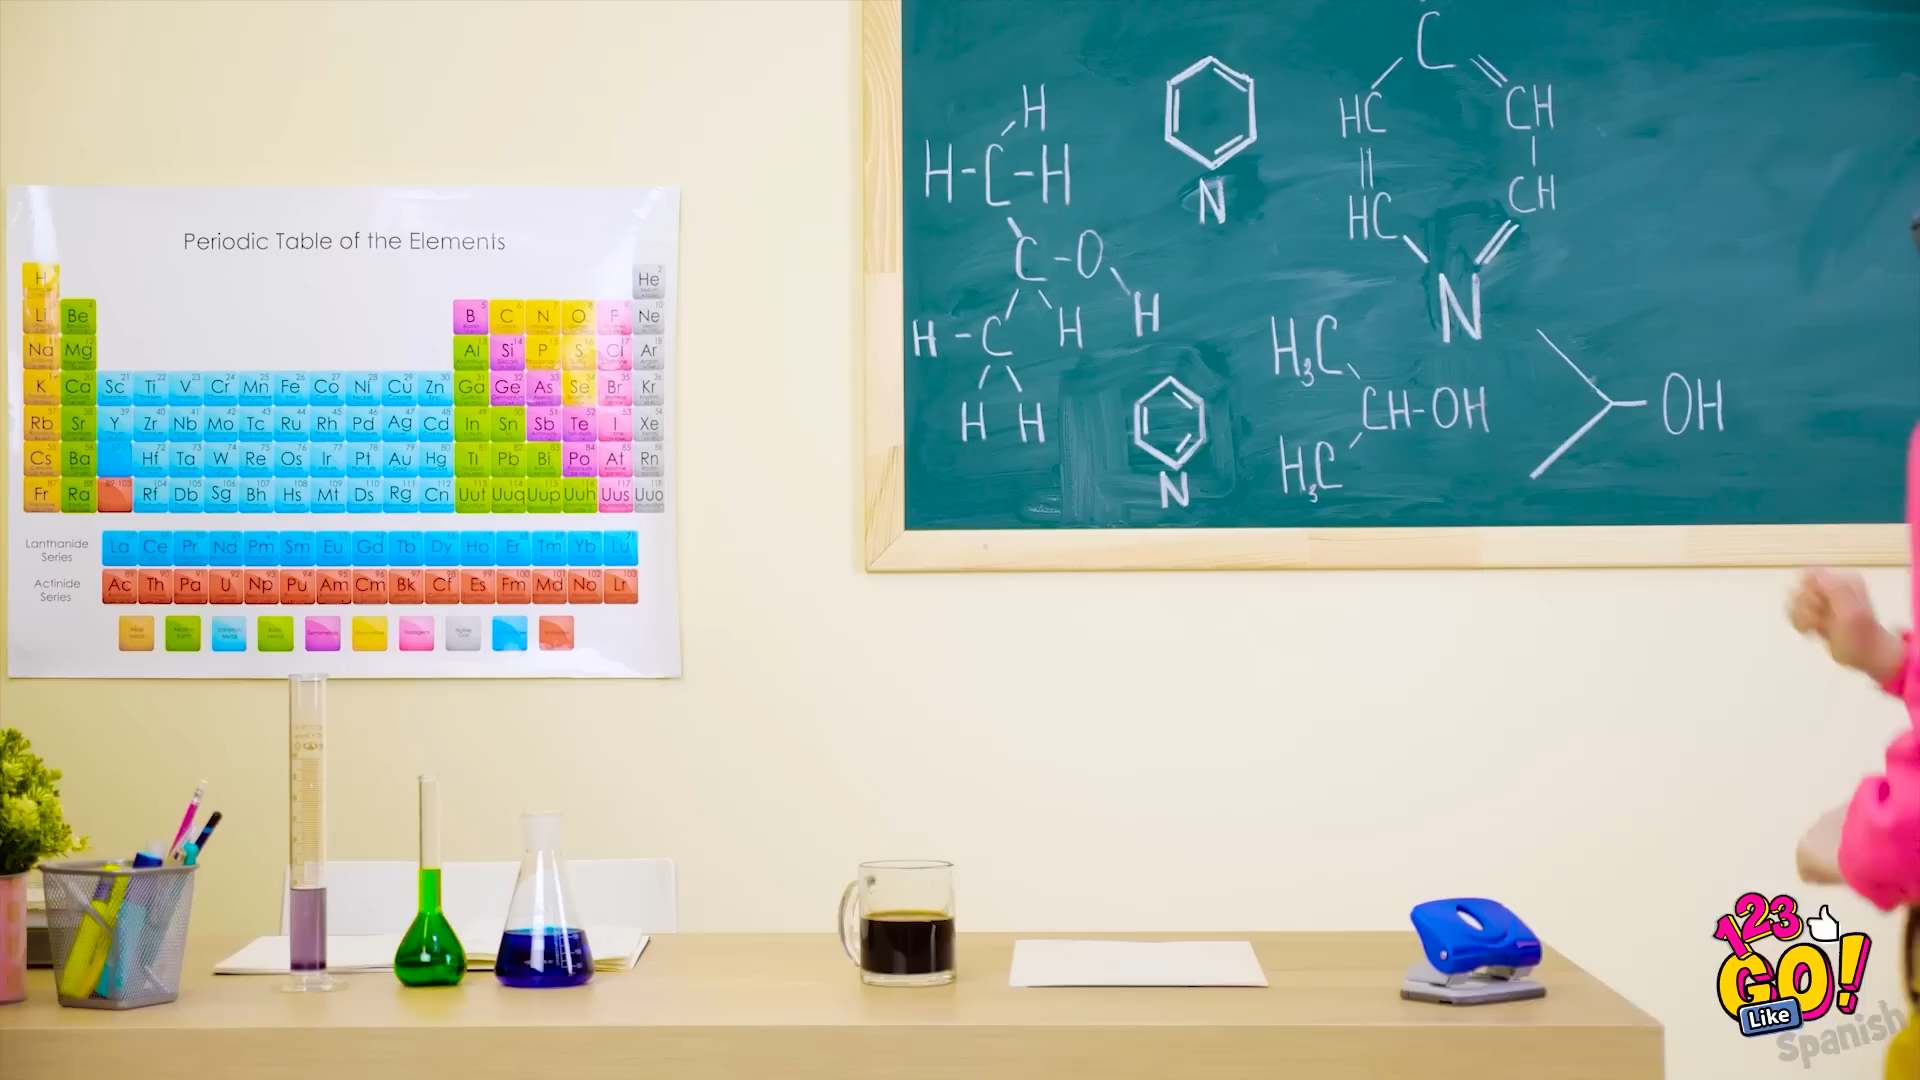 Periodic Table of the Elements
H He
Li Be B C N O F Ne
Na Mg Al Si P S Cl Ar
K Ca Sc Ti V Cr Mn Fe Co Ni Cu Zn Ga Ge As Se Br Kr
Rb Sr Y Zr Nb Mo Tc Ru Rh Pd Ag Cd In Sn Sb Te I Xe
Cs Ba Hf Ta W Re Os Ir Pt Au Hg Tl Pb Bi Po At Rn
Fr Ra 89-103 Rf Db Sg Bh Hs Mt Ds Rg Cn Uut Uuq Uup Uuh Uus Uuo
Lanthanide
Series
La Ce Pr Nd Pm Sm Eu Gd Tb Dy Ho Er Tm Yb Lu
Actinide
Series
Ac Th Pa U Np Pu Am Cm Bk Cf Es Fm Md No Lr
H
H-C-H
C-O
H
H-C H
H H
N
N
C
HC CH
HC CH
N
H3C
CH-OH
H3C
OH
123
GO!
Like
Spanish